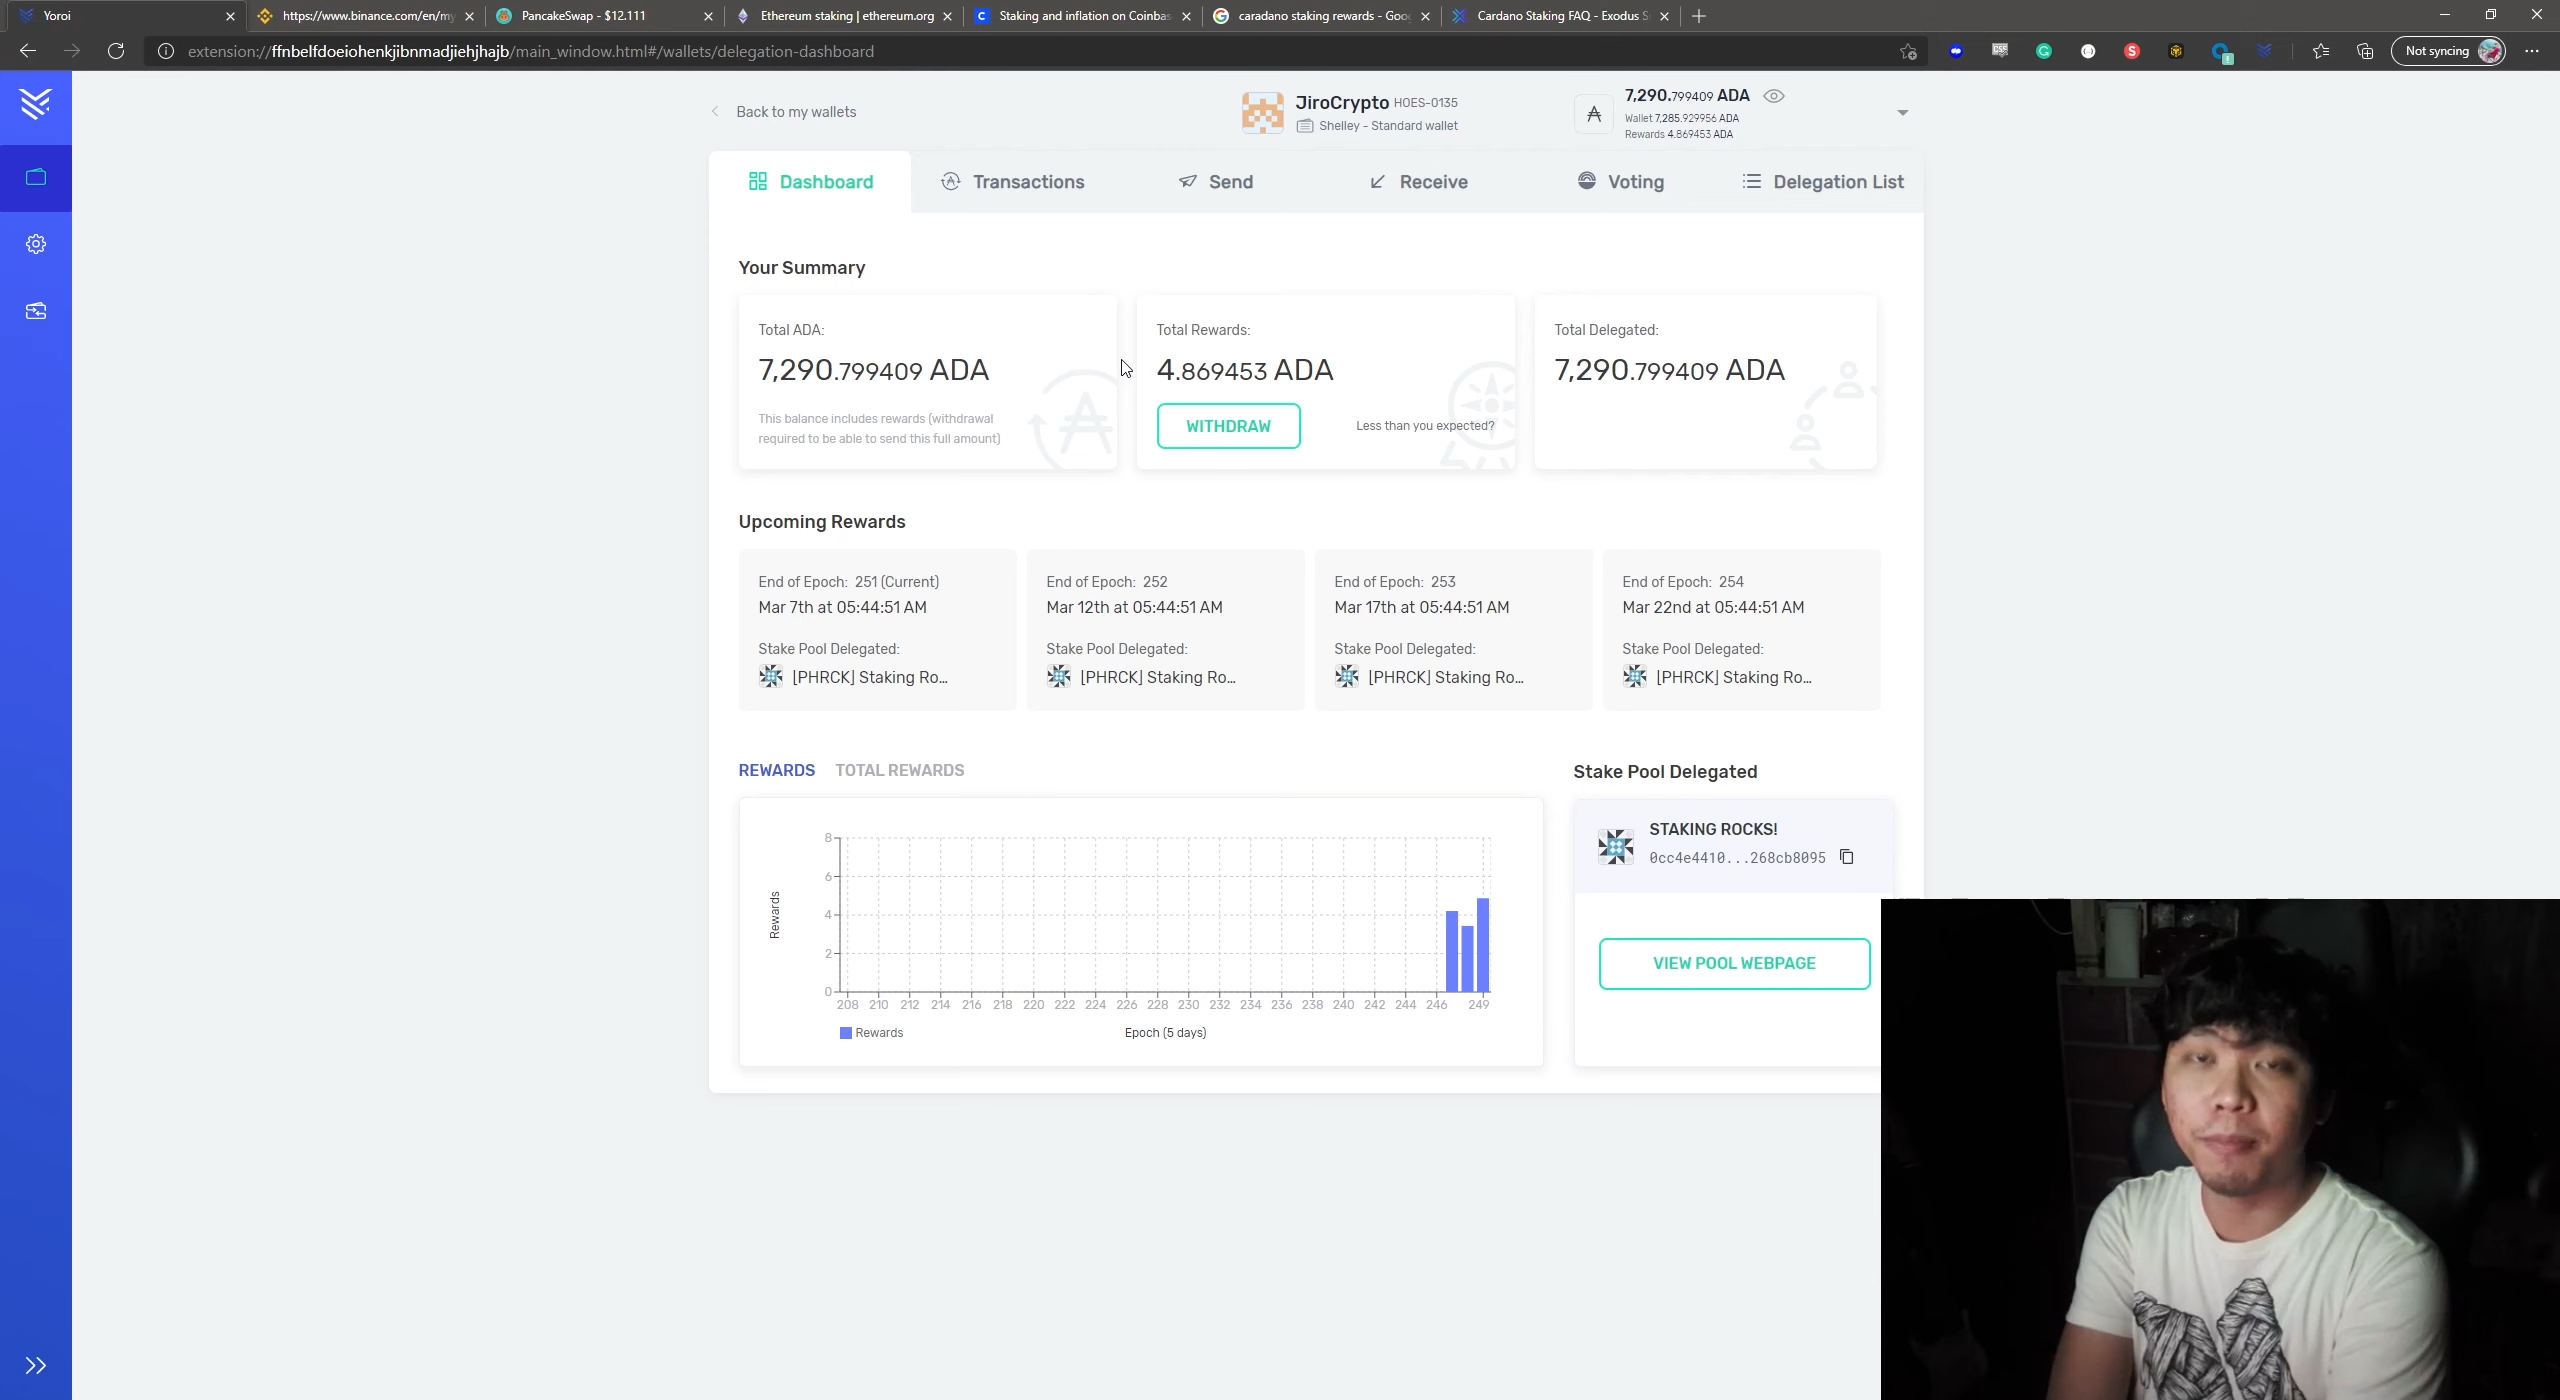 Yoroi
https://www.binance.com/en/my
PancakeSwap - $12.111
Ethereum staking | ethereum.org
Staking and inflation on Coinbas
caradano staking rewards - Goo
Cardano Staking FAQ - Exodus S
extension://ffnbelfdoeiohenkjibnmadjiehjhajb/main_window.html#/wallets/delegation-dashboard
Not syncing
Back to my wallets
JiroCrypto HOES-0135
Shelley - Standard wallet
7,290.799409 ADA
Wallet 7,285.929956 ADA
Rewards 4.869453 ADA
Dashboard
Transactions
Send
Receive
Voting
Delegation List
Your Summary
Total ADA:
7,290.799409 ADA
This balance includes rewards (withdrawal
required to be able to send this full amount)
Total Rewards:
4.869453 ADA
WITHDRAW
Less than you expected?
Total Delegated:
7,290.799409 ADA
Upcoming Rewards
End of Epoch: 251 (Current)
Mar 7th at 05:44:51 AM
Stake Pool Delegated:
[PHRCK] Staking Ro...
End of Epoch: 252
Mar 12th at 05:44:51 AM
Stake Pool Delegated:
[PHRCK] Staking Ro...
End of Epoch: 253
Mar 17th at 05:44:51 AM
Stake Pool Delegated:
[PHRCK] Staking Ro...
End of Epoch: 254
Mar 22nd at 05:44:51 AM
Stake Pool Delegated:
[PHRCK] Staking Ro...
REWARDS
TOTAL REWARDS
Rewards
8
6
4
2
0
208 210 212 214 216 218 220 222 224 226 228 230 232 234 236 238 240 242 244 246 249
Rewards
Epoch (5 days)
Stake Pool Delegated
STAKING ROCKS!
0cc4e4410...268cb8095
VIEW POOL WEBPAGE